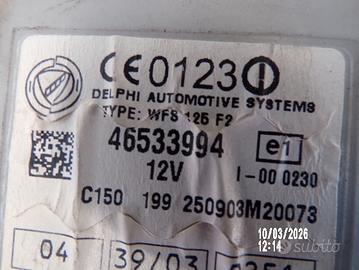 CE0123
DELPHI AUTOMOTIVE SYSTEMS
TYPE: WFS 125 F2
46533994 e1
12V I-00 0230
C150 199 250903M20073
10/03/2026
12:14
04 39/03
subito